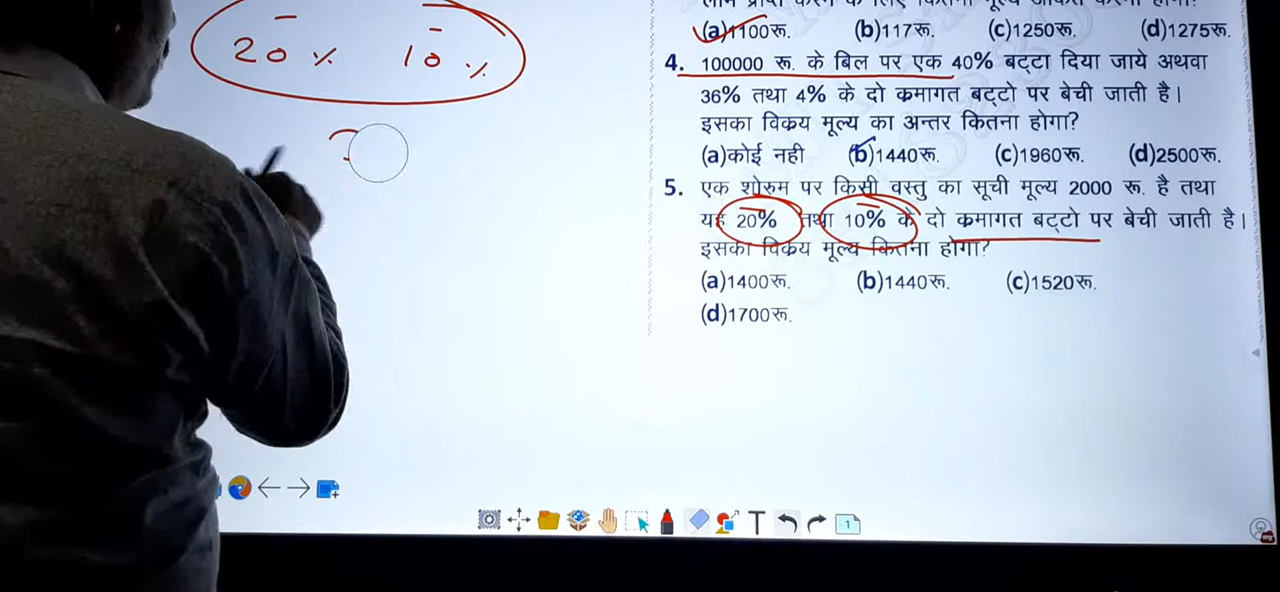 20 % 10 %
(a)1100रू. (b)117रू. (c)1250रू. (d)1275रू.
4. 100000 रू. के बिल पर एक 40% बट्टा दिया जाये अथवा
36% तथा 4% के दो क्रमागत बट्टो पर बेची जाती है।
इसका विक्रय मूल्य का अन्तर कितना होगा?
(a)कोई नही (b)1440रू. (c)1960रू. (d)2500रू.
5. एक शोरुम पर किसी वस्तु का सूची मूल्य 2000 रू. है तथा
यह 20% तथा 10% के दो क्रमागत बट्टो पर बेची जाती है।
इसका विक्रय मूल्य कितना होगा?
(a)1400रू. (b)1440रू. (c)1520रू.
(d)1700रू.
T 1